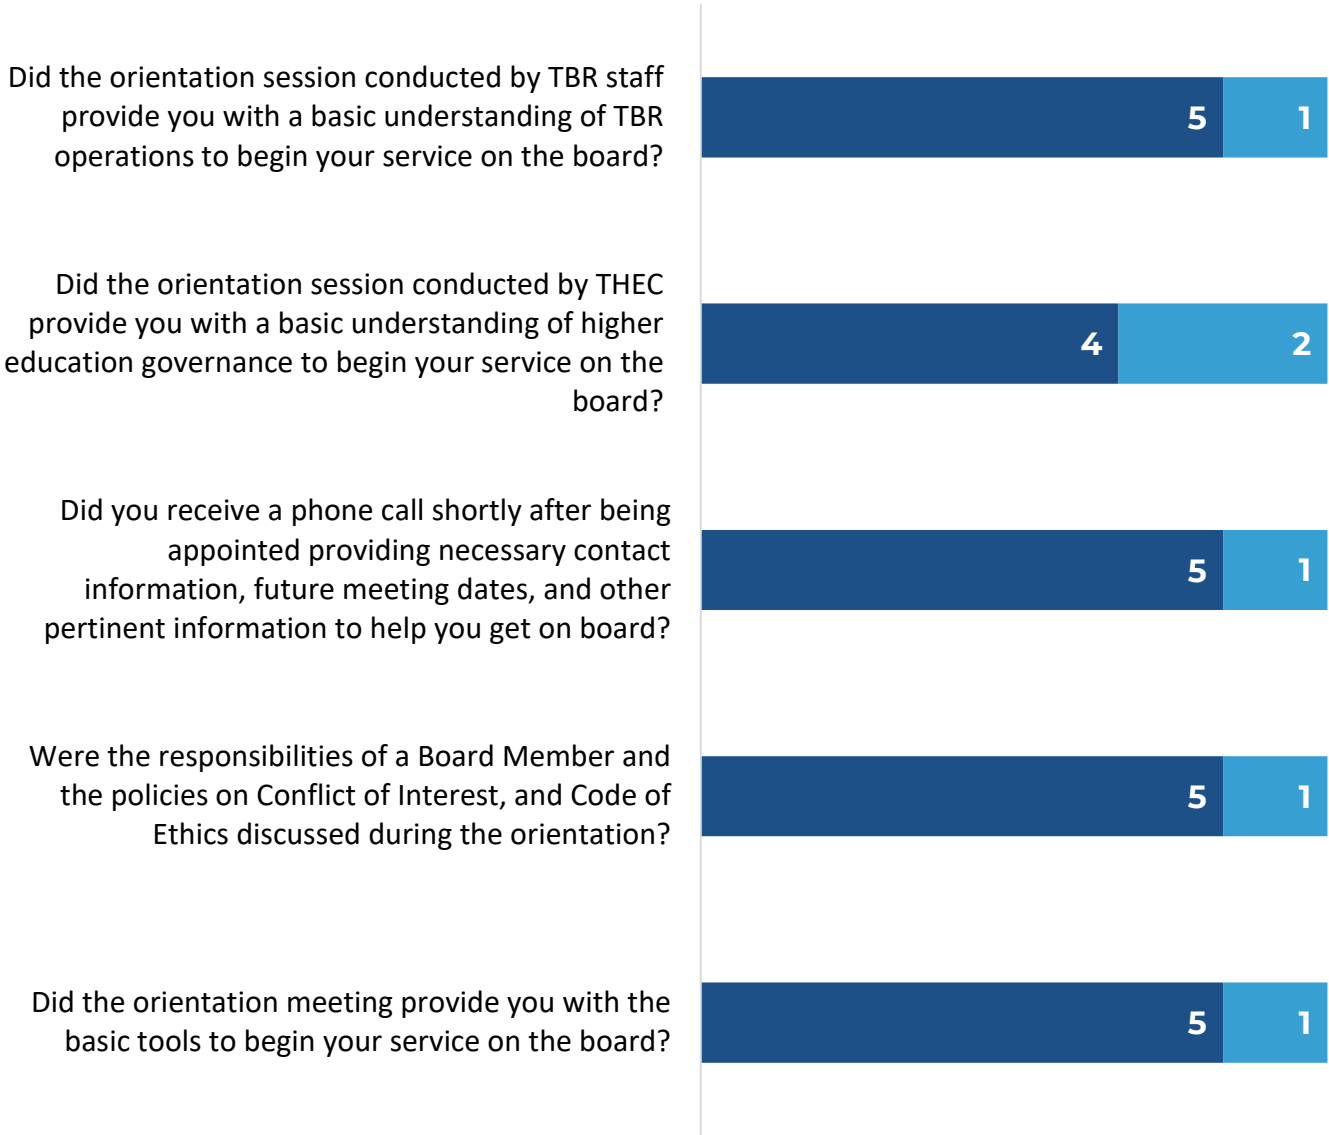 Did the orientation session conducted by TBR staff
provide you with a basic understanding of TBR
operations to begin your service on the board?
5 1
Did the orientation session conducted by THEC
provide you with a basic understanding of higher
education governance to begin your service on the
board?
4 2
Did you receive a phone call shortly after being
appointed providing necessary contact
information, future meeting dates, and other
pertinent information to help you get on board?
5 1
Were the responsibilities of a Board Member and
the policies on Conflict of Interest, and Code of
Ethics discussed during the orientation?
5 1
Did the orientation meeting provide you with the
basic tools to begin your service on the board?
5 1